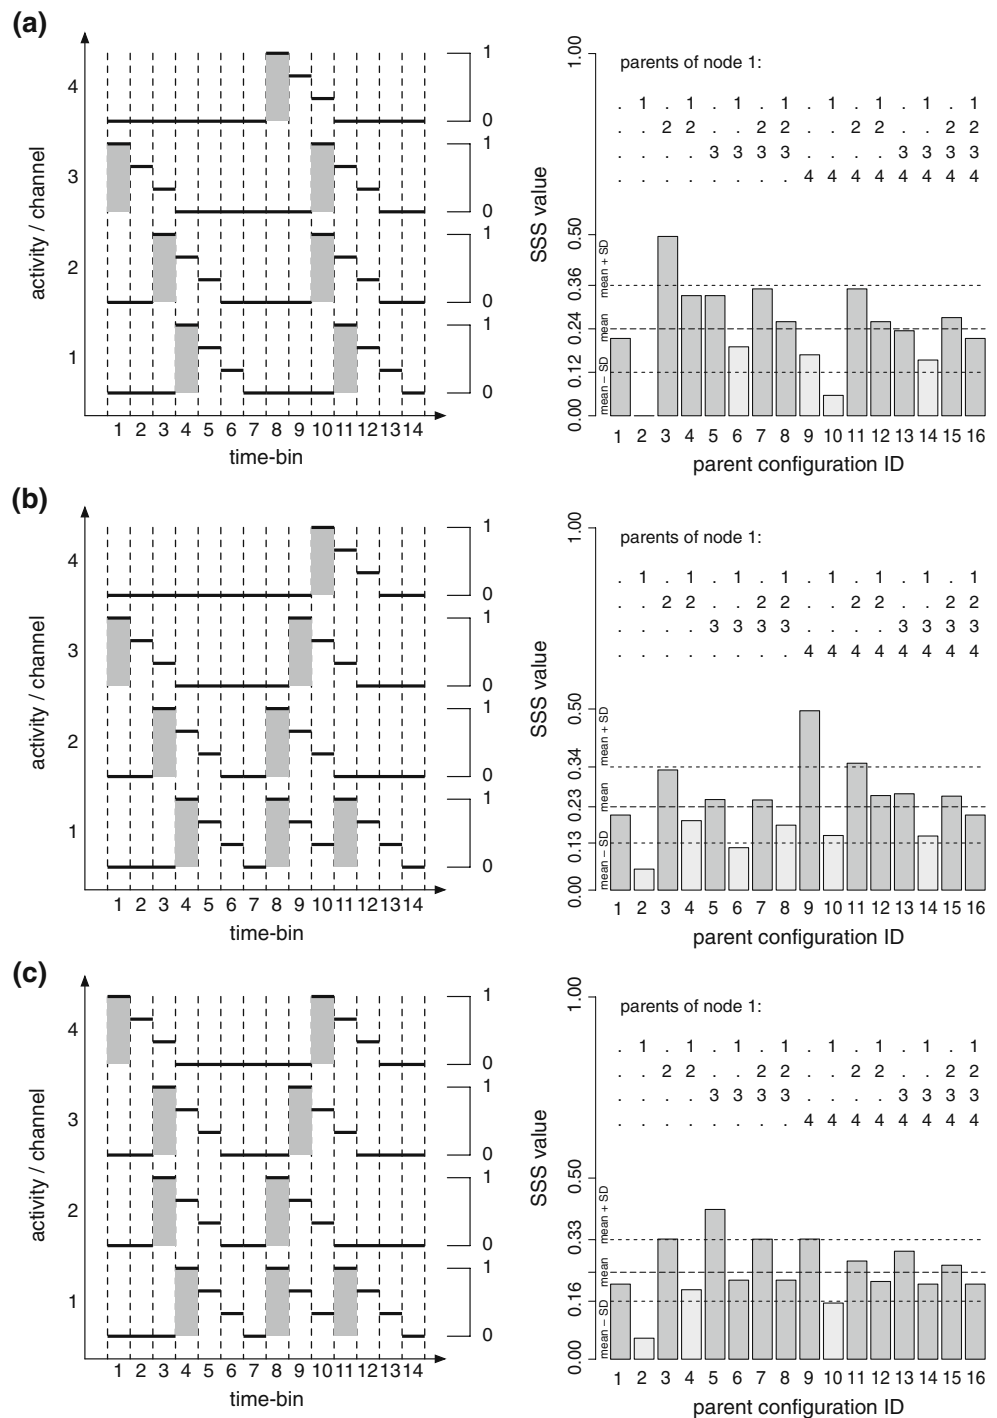 (a)
activity / channel
4
3
2
1
1
0
1
0
1
0
1
0
1 2 3 4 5 6 7 8 9 10 11 12 13 14
time-bin
SSS value
1.00
0.50
0.36
0.24
0.12
0.00
mean + SD
mean
mean − SD
parents of node 1:
. 1 . 1 . 1 . 1 . 1 . 1 . 1 . 1
. . 2 2 . . 2 2 . . 2 2 . . 2 2
. . . . 3 3 3 3 . . . . 3 3 3 3
. . . . . . . . 4 4 4 4 4 4 4 4
1 2 3 4 5 6 7 8 9 10 11 12 13 14 15 16
parent configuration ID
(b)
activity / channel
4
3
2
1
1
0
1
0
1
0
1
0
1 2 3 4 5 6 7 8 9 10 11 12 13 14
time-bin
SSS value
1.00
0.50
0.34
0.23
0.13
0.00
mean + SD
mean
mean − SD
parents of node 1:
. 1 . 1 . 1 . 1 . 1 . 1 . 1 . 1
. . 2 2 . . 2 2 . . 2 2 . . 2 2
. . . . 3 3 3 3 . . . . 3 3 3 3
. . . . . . . . 4 4 4 4 4 4 4 4
1 2 3 4 5 6 7 8 9 10 11 12 13 14 15 16
parent configuration ID
(c)
activity / channel
4
3
2
1
1
0
1
0
1
0
1
0
1 2 3 4 5 6 7 8 9 10 11 12 13 14
time-bin
SSS value
1.00
0.50
0.33
0.16
0.00
mean + SD
mean
mean − SD
parents of node 1:
. 1 . 1 . 1 . 1 . 1 . 1 . 1 . 1
. . 2 2 . . 2 2 . . 2 2 . . 2 2
. . . . 3 3 3 3 . . . . 3 3 3 3
. . . . . . . . 4 4 4 4 4 4 4 4
1 2 3 4 5 6 7 8 9 10 11 12 13 14 15 16
parent configuration ID